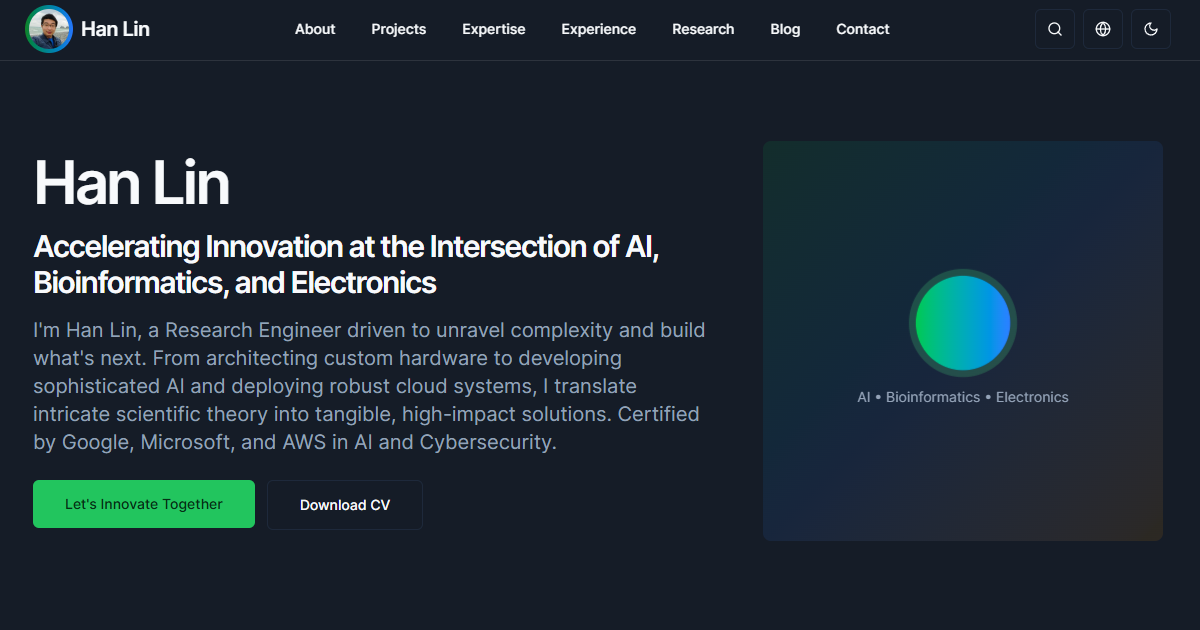 Han Lin
About
Projects
Expertise
Experience
Research
Blog
Contact
Han Lin
Accelerating Innovation at the Intersection of AI,
Bioinformatics, and Electronics
I'm Han Lin, a Research Engineer driven to unravel complexity and build
what's next. From architecting custom hardware to developing
sophisticated AI and deploying robust cloud systems, I translate
intricate scientific theory into tangible, high-impact solutions. Certified
by Google, Microsoft, and AWS in AI and Cybersecurity.
Let's Innovate Together
Download CV
AI • Bioinformatics • Electronics